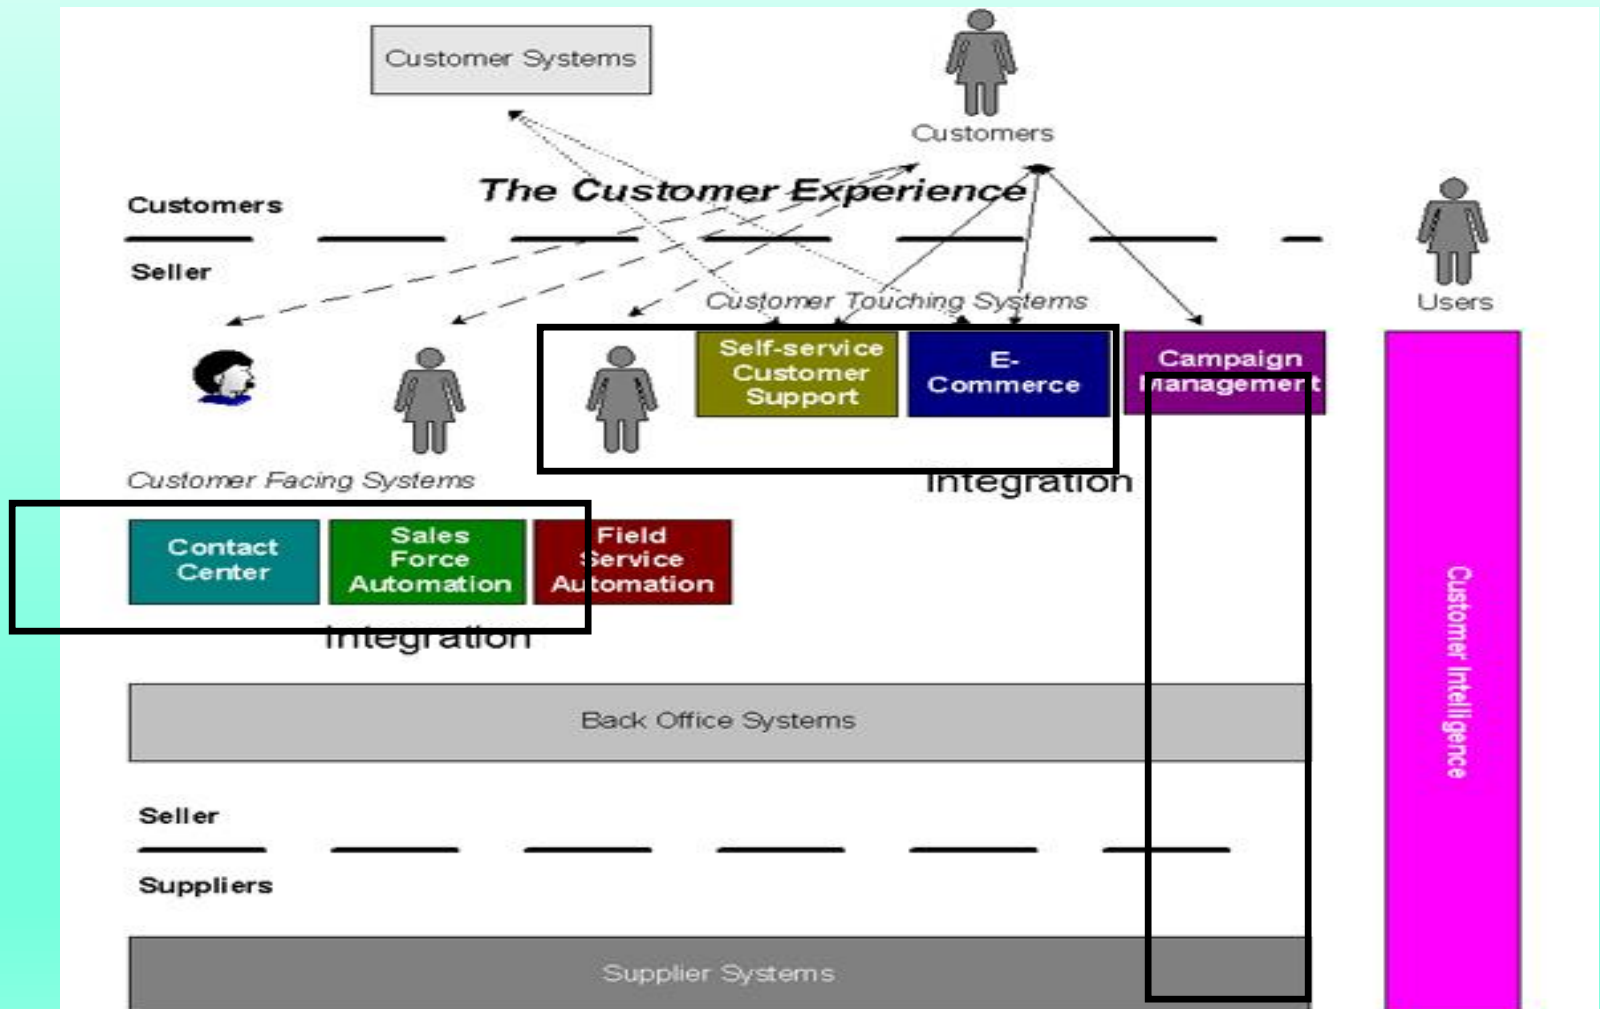 Customer Systems
Customers
The Customer Experience
Customers
Seller
Users
Customer Touching Systems
Self-service
Customer
Support
E-
Commerce
Campaign
Management
Customer Facing Systems
Integration
Contact
Center
Sales
Force
Automation
Field
Service
Automation
Integration
Customer Intelligence
Back Office Systems
Seller
Suppliers
Supplier Systems